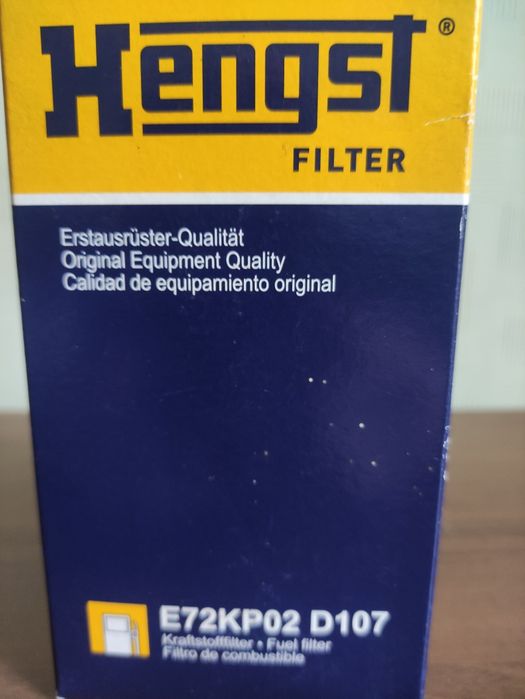 Hengst®
FILTER
Erstausrüster-Qualität
Original Equipment Quality
Calidad de equipamiento original
E72KP02 D107
Kraftstofffilter • Fuel filter
Filtro de combustible